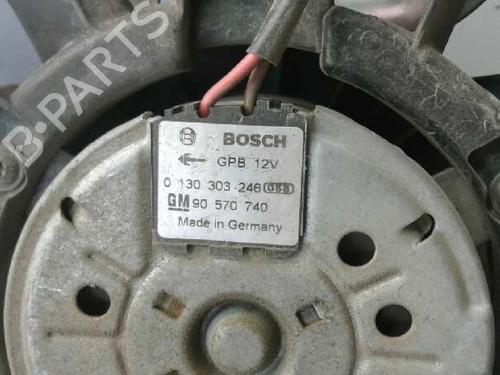 B-PARTS
BOSCH
GPB 12V
0 130 303 246
GM 90 570 740
Made in Germany